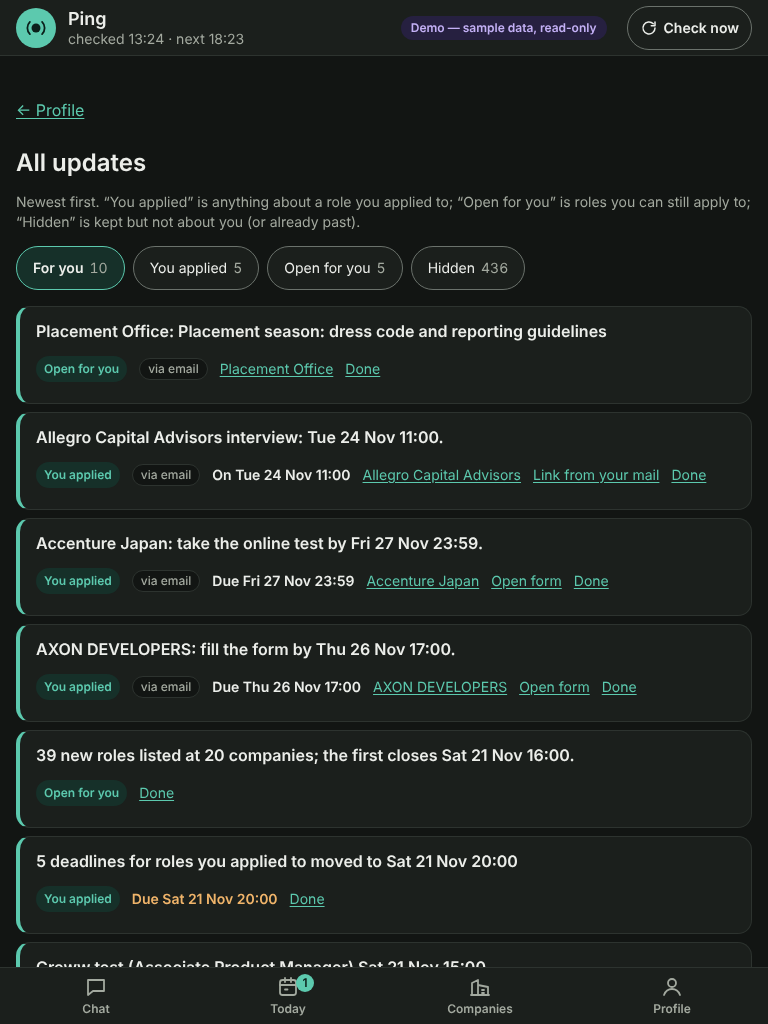 Ping
checked 13:24 · next 18:23
Demo — sample data, read-only
Check now
← Profile
All updates
Newest first. “You applied” is anything about a role you applied to; “Open for you” is roles you can still apply to;
“Hidden” is kept but not about you (or already past).
For you 10
You applied 5
Open for you 5
Hidden 436
Placement Office: Placement season: dress code and reporting guidelines
Open for you via email Placement Office Done
Allegro Capital Advisors interview: Tue 24 Nov 11:00.
You applied via email On Tue 24 Nov 11:00 Allegro Capital Advisors Link from your mail Done
Accenture Japan: take the online test by Fri 27 Nov 23:59.
You applied via email Due Fri 27 Nov 23:59 Accenture Japan Open form Done
AXON DEVELOPERS: fill the form by Thu 26 Nov 17:00.
You applied via email Due Thu 26 Nov 17:00 AXON DEVELOPERS Open form Done
39 new roles listed at 20 companies; the first closes Sat 21 Nov 16:00.
Open for you Done
5 deadlines for roles you applied to moved to Sat 21 Nov 20:00
You applied Due Sat 21 Nov 20:00 Done
Groww test (Associate Product Manager) Sat 21 Nov 15:00
Chat
Today 1
Companies
Profile